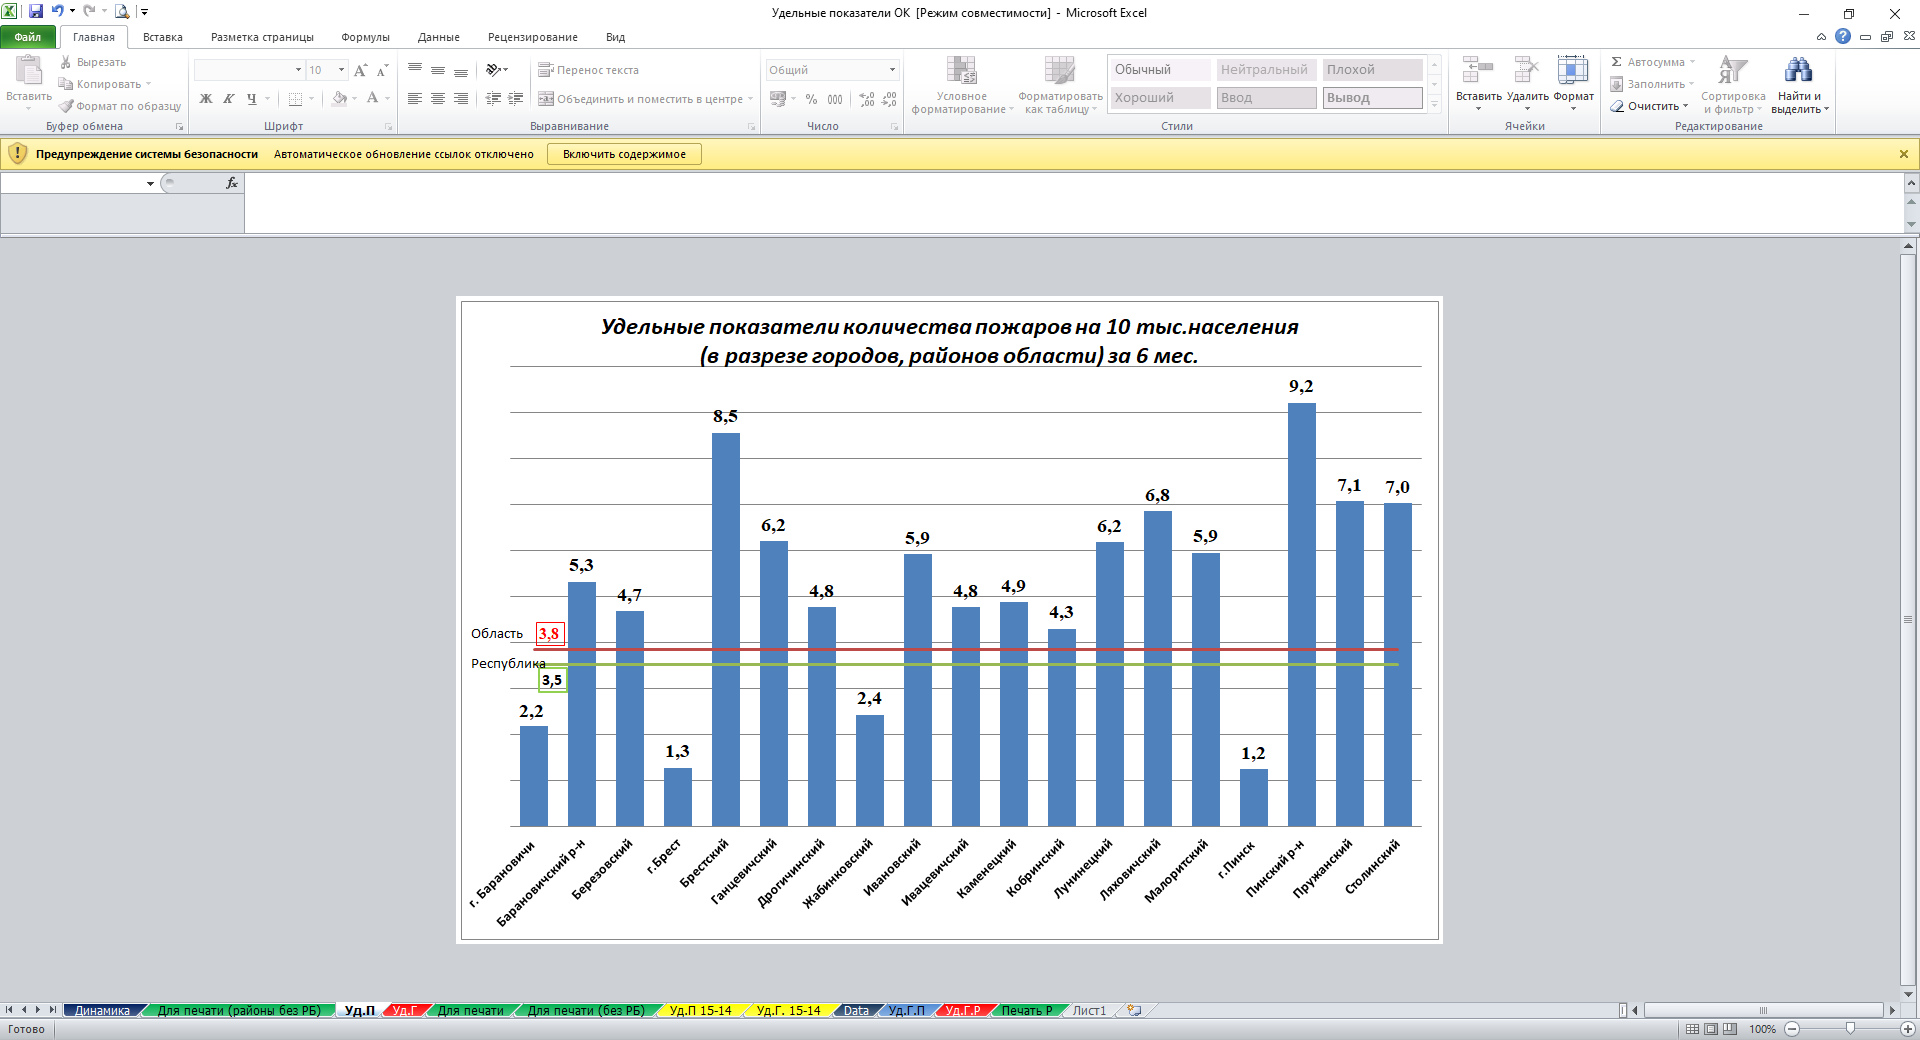 Удельные показатели ОК  [Режим совместимости]  -  Microsoft Excel
Файл Главная Вставка Разметка страницы Формулы Данные Рецензирование Вид
Вставить
Вырезать
Копировать
Формат по образцу
Буфер обмена
10
Ж К Ч А
Шрифт
Перенос текста
Объединить и поместить в центре
Выравнивание
Общий
% 000
Число
Условное форматирование
Форматировать как таблицу
Обычный Нейтральный Плохой
Хороший Ввод Вывод
Стили
Вставить Удалить Формат
Ячейки
Σ Автосумма
Заполнить
Очистить
Сортировка и фильтр
Найти и выделить
Редактирование
Предупреждение системы безопасности Автоматическое обновление ссылок отключено Включить содержимое
fx
Удельные показатели количества пожаров на 10 тыс.населения
(в разрезе городов, районов области) за 6 мес.
2,2 5,3 4,7 1,3 8,5 6,2 4,8 2,4 5,9 4,8 4,9 4,3 6,2 6,8 5,9 1,2 9,2 7,1 7,0
Область 3,8
Республика
3,5
г. Барановичи
Барановичский р-н
Березовский
г.Брест
Брестский
Ганцевичский
Дрогичинский
Жабинковский
Ивановский
Ивацевичский
Каменецкий
Кобринский
Лунинецкий
Ляховичский
Малоритский
г.Пинск
Пинский р-н
Пружанский
Столинский
Динамика Для печати (районы без РБ) Уд.П Уд.Г Для печати Для печати (без РБ) Уд.П 15-14 Уд.Г. 15-14 Data Уд.Г.П Уд.Г.Р Печать Р Лист1
Готово 100%